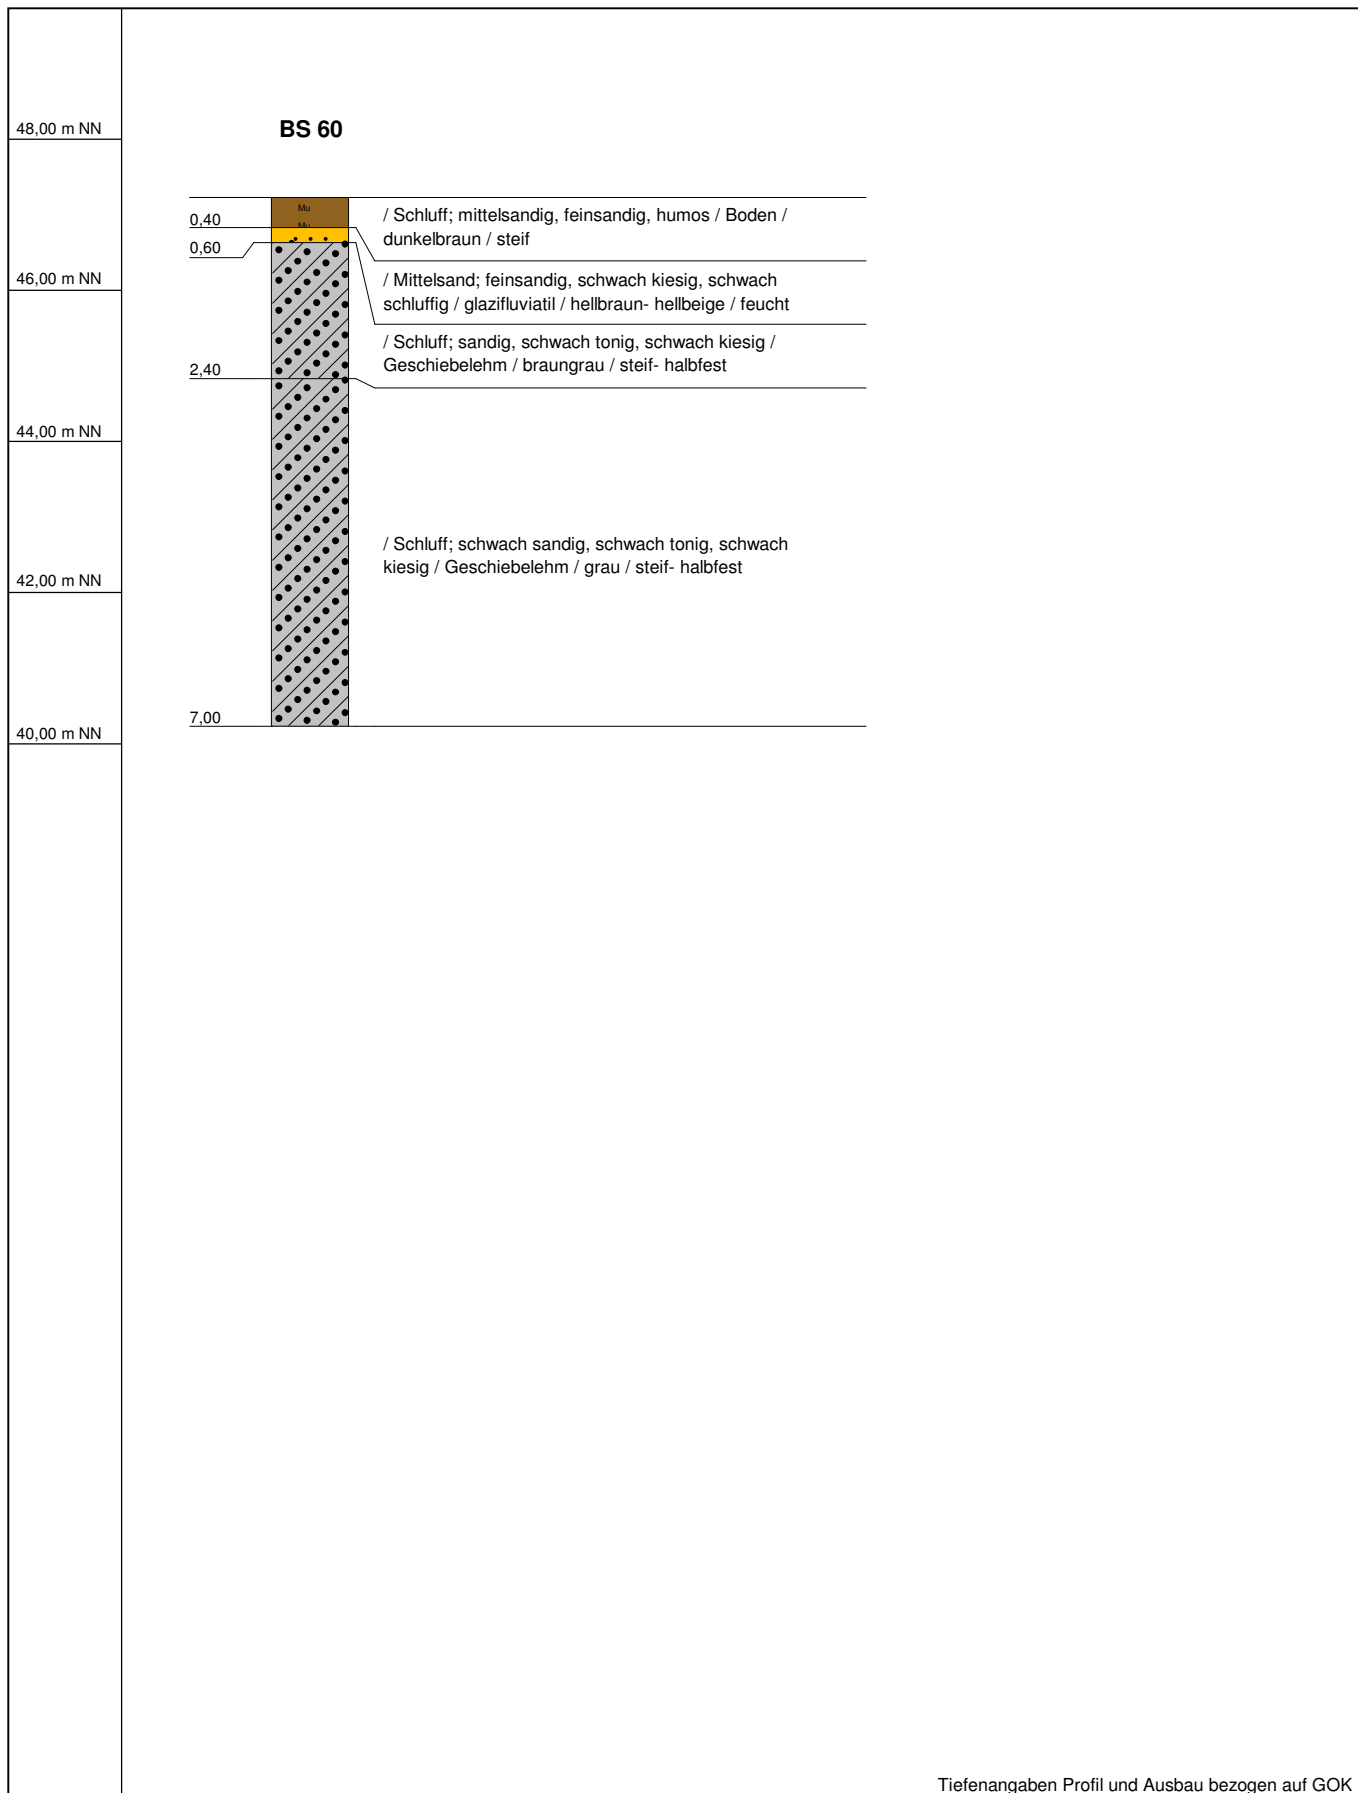 48,00 m NN
BS 60
Mu
Mu
0,40
/ Schluff; mittelsandig, feinsandig, humos / Boden /
dunkelbraun / steif
0,60
46,00 m NN
/ Mittelsand; feinsandig, schwach kiesig, schwach
schluffig / glazifluviatil / hellbraun- hellbeige / feucht
/ Schluff; sandig, schwach tonig, schwach kiesig /
Geschiebelehm / braungrau / steif- halbfest
2,40
44,00 m NN
/ Schluff; schwach sandig, schwach tonig, schwach
kiesig / Geschiebelehm / grau / steif- halbfest
42,00 m NN
7,00
40,00 m NN
Tiefenangaben Profil und Ausbau bezogen auf GOK